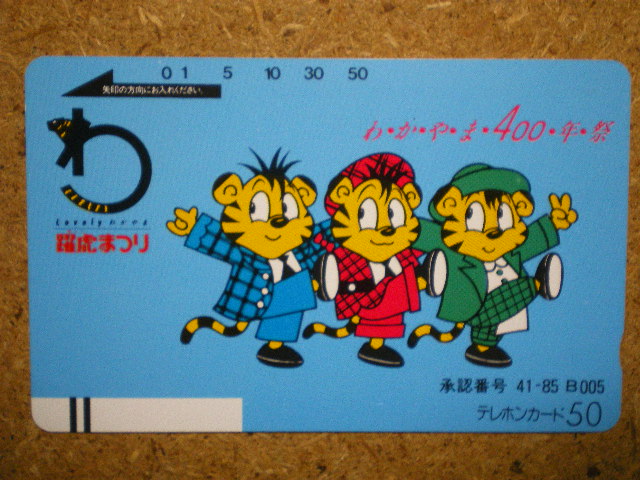 0 1 5 10 30 50
矢印の方向にお入れください。
わ・か・や・ま・400・年・祭
わ
Lovely わかやま
躍虎まつり
承認番号 41-85 B005
テレホンカード50